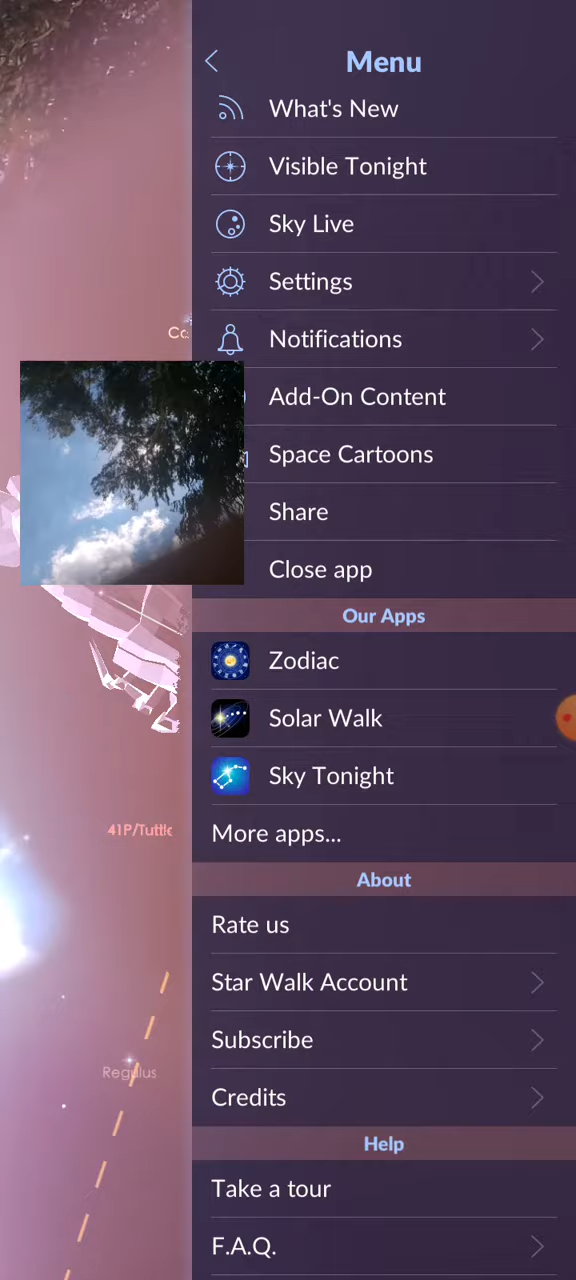 Menu
What's New
Visible Tonight
Sky Live
Settings
Notifications
Add-On Content
Space Cartoons
Share
Close app
Our Apps
Zodiac
Solar Walk
Sky Tonight
More apps...
About
Rate us
Star Walk Account
Subscribe
Credits
Help
Take a tour
F.A.Q.
41P/Tuttle
Regulus